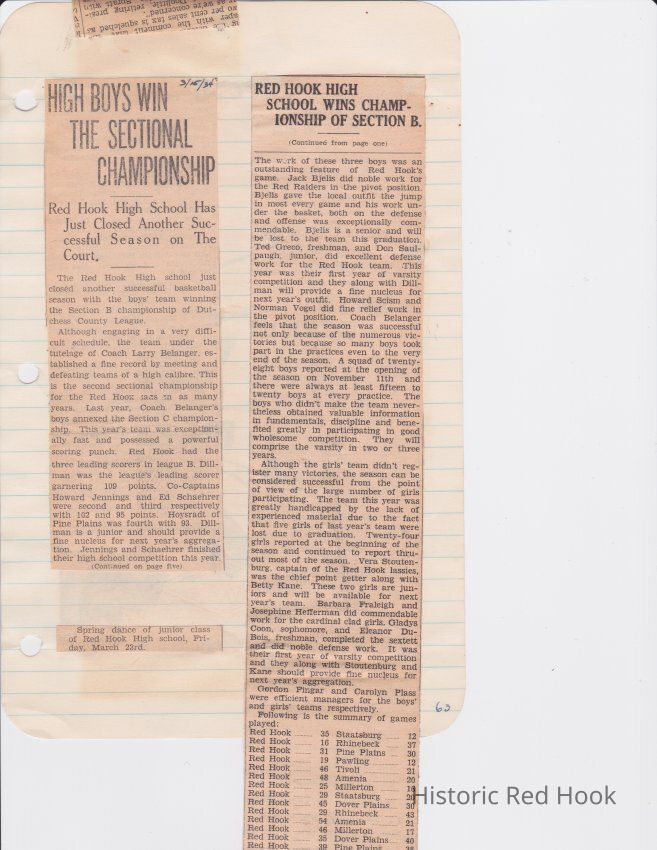 3/15/34
HIGH BOYS WIN
THE SECTIONAL
CHAMPIONSHIP
Red Hook High School Has
Just Closed Another Suc-
cessful Season on The
Court,
The Red Hook High school just
closed another successful basketball
season with the boys' team winning
the Section B championship of Dut-
chess County League.
Although engaging in a very diffi-
cult schedule, the team under the
tutelage of Coach Larry Belanger, es-
tablished a fine record by meeting and
defeating teams of a high calibre. This
is the second sectional championship
for the Red Hook in as many
years. Last year, Coach Belanger's
boys annexed the Section C champion-
ship. This year's team was exception-
ally fast and possessed a powerful
scoring punch. Red Hook had the
three leading scorers in league B. Dill-
man was the league's leading scorer
garnering 109 points. Co-Captains
Howard Jennings and Ed Schaehrer
were second and third respectively
with 102 and 95 points. Hoysradt of
Pine Plains was fourth with 93. Dill-
man is a junior and should provide a
fine nucleus for next year's aggrega-
tion. Jennings and Schaehrer finished
their high school competition this year.
(Continued on page five)
Spring dance of junior class
of Red Hook High school, Fri-
day, March 23rd.
RED HOOK HIGH
SCHOOL WINS CHAMP-
IONSHIP OF SECTION B.
(Continued from page one)
The work of these three boys was an
outstanding feature of Red Hook's
game. Jack Bjelis did noble work for
the Red Raiders in the pivot position.
Bjelis gave the local outfit the jump
in most every game and his work un-
der the basket, both on the defense
and offense was exceptionally com-
mendable. Bjelis is a senior and will
be lost to the team this graduation.
Ted Greco, freshman, and Don Saul-
paugh, junior, did excellent defense
work for the Red Hook team. This
year was their first year of varsity
competition and they along with Dill-
man will provide a fine nucleus for
next year's outfit. Howard Scism and
Norman Vogel did fine relief work in
the pivot position. Coach Belanger
feels that the season was successful
not only because of the numerous vic-
tories but because so many boys took
part in the practices even to the very
end of the season. A squad of twenty-
eight boys reported at the opening of
the season on November 11th and
there were always at least fifteen to
twenty boys at every practice. The
boys who didn't make the team never-
theless obtained valuable information
in fundamentals, discipline and bene-
fited greatly in participating in good
wholesome competition. They will
comprise the varsity in two or three
years.
Although the girls' team didn't reg-
ister many victories, the season can be
considered successful from the point
of view of the large number of girls
participating. The team this year was
greatly handicapped by the lack of
experienced material due to the fact
that five girls of last year's team were
lost due to graduation. Twenty-four
girls reported at the beginning of the
season and continued to report thru-
out most of the season. Vera Stouten-
burg, captain of the Red Hook lassies,
was the chief point getter along with
Betty Kane. These two girls are jun-
iors and will be available for next
year's team. Barbara Fraleigh and
Josephine Hefferman did commendable
work for the cardinal clad girls. Gladys
Coon, sophomore, and Eleanor Du-
Bois, freshman, completed the sextett
and did noble defense work. It was
their first year of varsity competition
and they along with Stoutenburg and
Kane should provide fine nucleus for
next year's aggregation.
Gordon Fingar and Carolyn Plass
were efficient managers for the boys'
and girls' teams respectively.
Following is the summary of games
played:
Red Hook 35 Staatsburg 12
Red Hook 16 Rhinebeck 37
Red Hook 31 Pine Plains 30
Red Hook 19 Pawling 12
Red Hook 46 Tivoli 21
Red Hook 48 Amenia 20
Red Hook 25 Millerton
Red Hook 29 Staatsburg
Red Hook 45 Dover Plains 30
Red Hook 29 Rhinebeck 43
Red Hook 54 Amenia 21
Red Hook 46 Millerton 17
Red Hook 35 Dover Plains 40
Red Hook 39 Pine Plains
63
Historic Red Hook